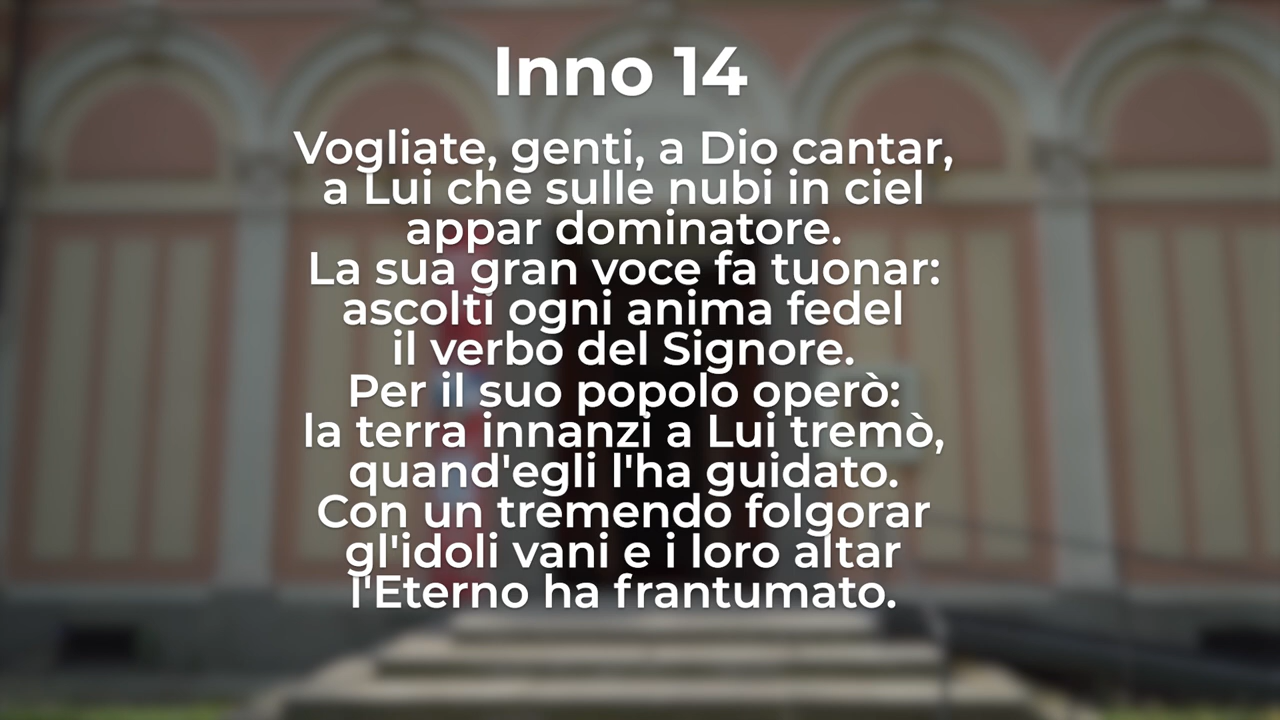 Inno 14
Vogliate, genti, a Dio cantar,
a Lui che sulle nubi in ciel
appar dominatore.
La sua gran voce fa tuonar:
ascolti ogni anima fedel
il verbo del Signore.
Per il suo popolo operò:
la terra innanzi a Lui tremò,
quand'egli l'ha guidato.
Con un tremendo folgorar
gl'idoli vani e i loro altar
l'Eterno ha frantumato.